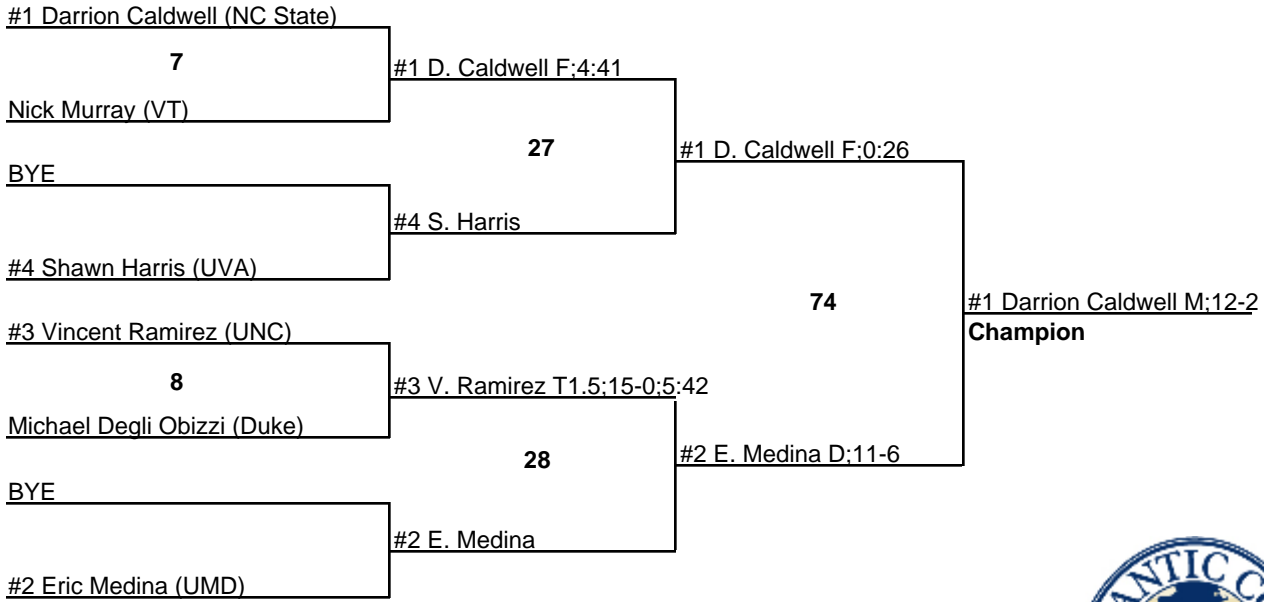 #1 Darrion Caldwell (NC State)
7
#1 D. Caldwell F;4:41
Nick Murray (VT)
27
#1 D. Caldwell F;0:26
BYE
#4 S. Harris
#4 Shawn Harris (UVA)
74
#1 Darrion Caldwell M;12-2
Champion
#3 Vincent Ramirez (UNC)
8
#3 V. Ramirez T1.5;15-0;5:42
Michael Degli Obizzi (Duke)
28
#2 E. Medina D;11-6
BYE
#2 E. Medina
#2 Eric Medina (UMD)